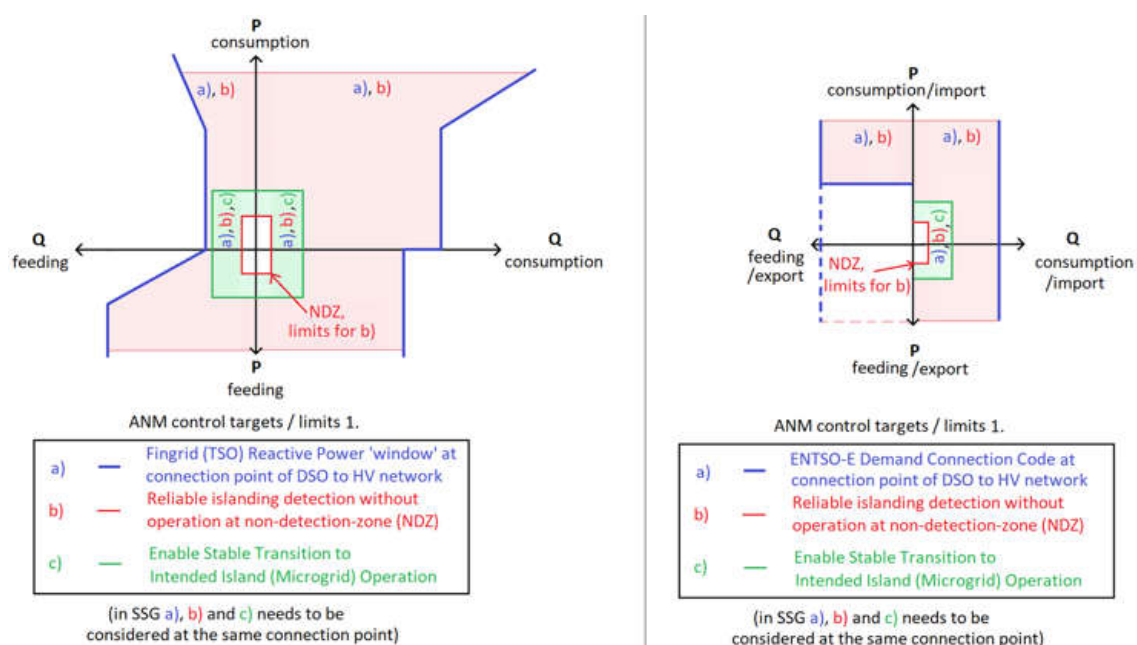 P
consumption
a), b)
a), b)
a), b),c)
a), b),c)
Q
feeding
Q
consumption
NDZ,
limits for b)
P
feeding
ANM control targets / limits 1.
a)
Fingrid (TSO) Reactive Power 'window' at
connection point of DSO to HV network
b)
Reliable islanding detection without
operation at non-detection-zone (NDZ)
c)
Enable Stable Transition to
Intended Island (Microgrid) Operation
(in SSG a), b) and c) needs to be
considered at the same connection point)
P
consumption/import
a), b)
a), b)
a), b), c)
Q
feeding
/export
Q
consumption
/import
NDZ,
limits for b)
P
feeding/export
ANM control targets / limits 1.
a)
ENTSO-E Demand Connection Code at
connection point of DSO to HV network
b)
Reliable islanding detection without
operation at non-detection-zone (NDZ)
c)
Enable Stable Transition to
Intended Island (Microgrid) Operation
(in SSG a), b) and c) needs to be
considered at the same connection point)